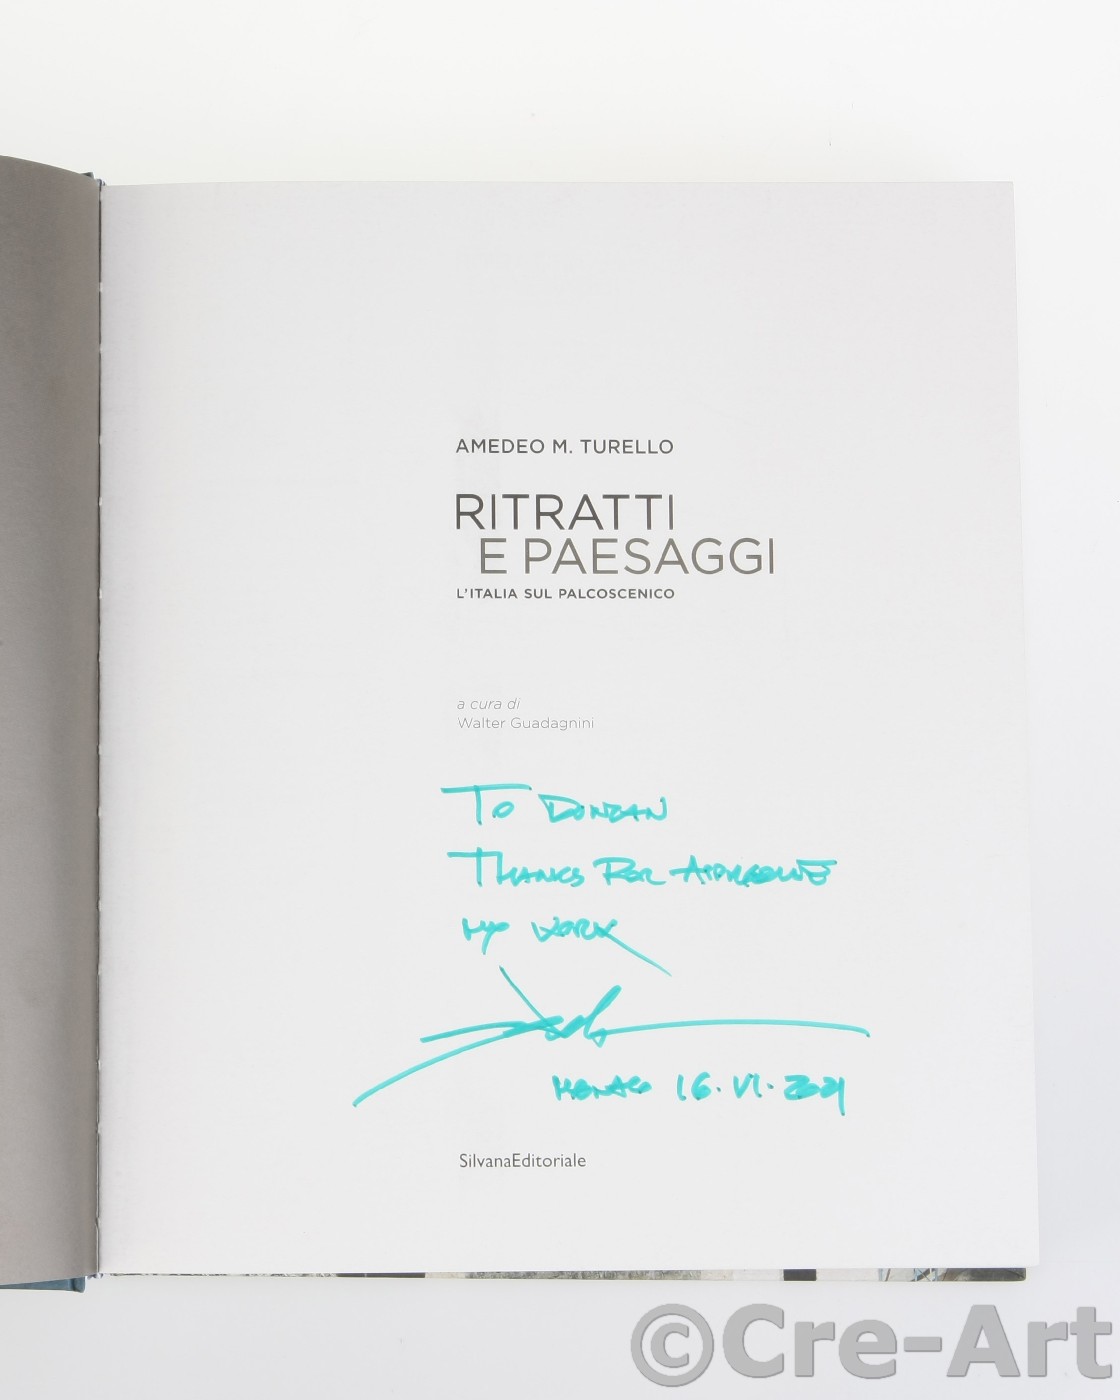 AMEDEO M. TURELLO
RITRATTI
E PAESAGGI
L'ITALIA SUL PALCOSCENICO
a cura di
Walter Guadagnini
TO
THANKS FOR
MY WORK
MONACO 16.VI.2021
SilvanaEditoriale
©Cre-Art